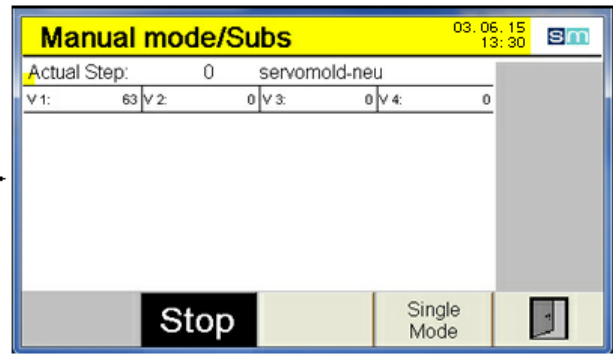 Manual mode/Subs
03. 06. 15
13: 30
sm
Actual Step: 0 servomold-neu
V 1: 63 V 2: 0 V 3: 0 V 4: 0
Stop
Single
Mode